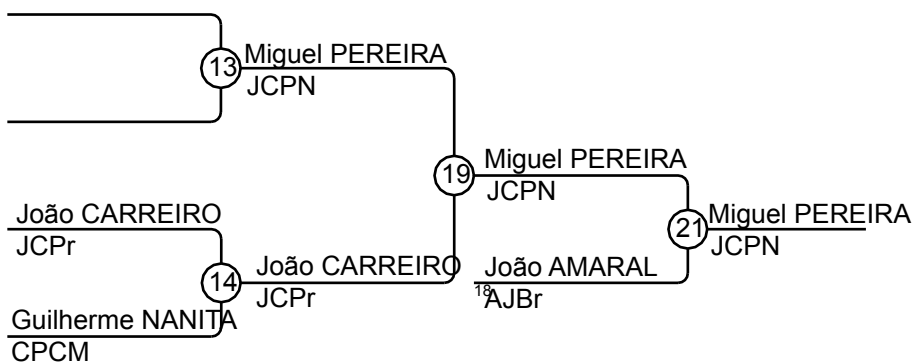 13
Miguel PEREIRA
JCPN
19
Miguel PEREIRA
JCPN
João CARREIRO
JCPr
21
Miguel PEREIRA
JCPN
14
João CARREIRO
JCPr
João AMARAL
18
AJBr
Guilherme NANITA
CPCM